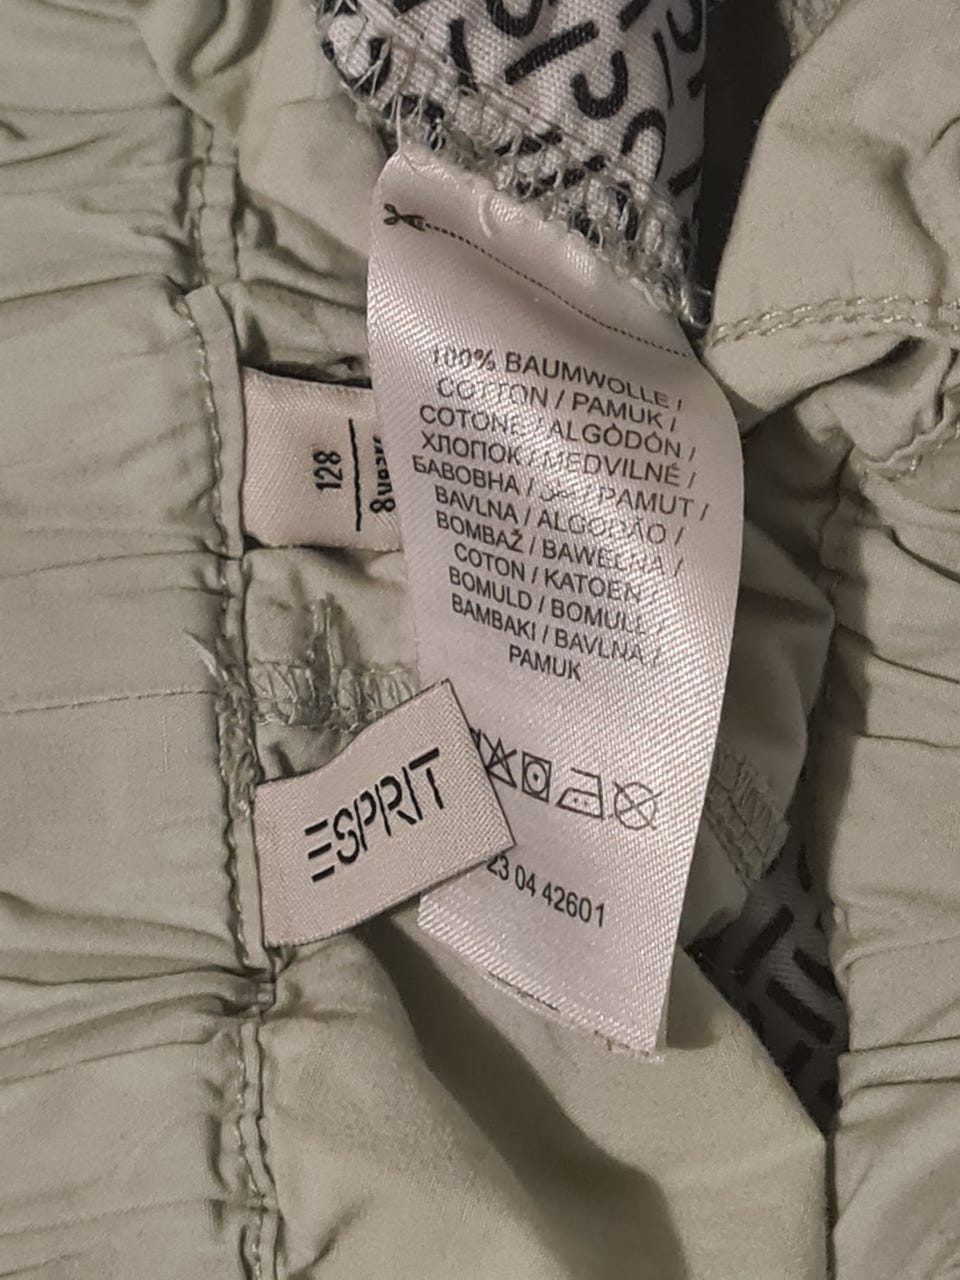 100% BAUMWOLLE /
COTTON / PAMUK /
COTONE / ALGODÓN /
ХЛОПОК / MEDVILNÉ /
БАВОВНА / / PAMUT /
BAVLNA / ALGODÃO /
BOMBAŽ / BAWEŁNA /
COTON / KATOEN
BOMULD / BOMULL
BAMBAKI / BAVLNA /
PAMUK
128
ESPRIT
23 04 42601